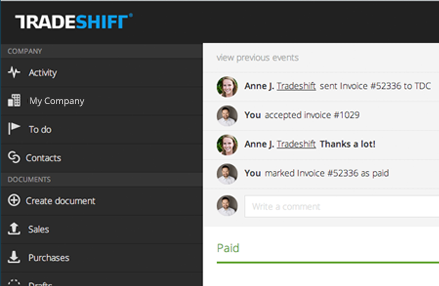 TRADESHIFT®
COMPANY
Activity
My Company
To do
Contacts
DOCUMENTS
Create document
Sales
Purchases
Drafts
view previous events
Anne J. Tradeshift sent Invoice #52336 to TDC
You accepted invoice #1029
Anne J. Tradeshift Thanks a lot!
You marked Invoice #52336 as paid
Write a comment
Paid